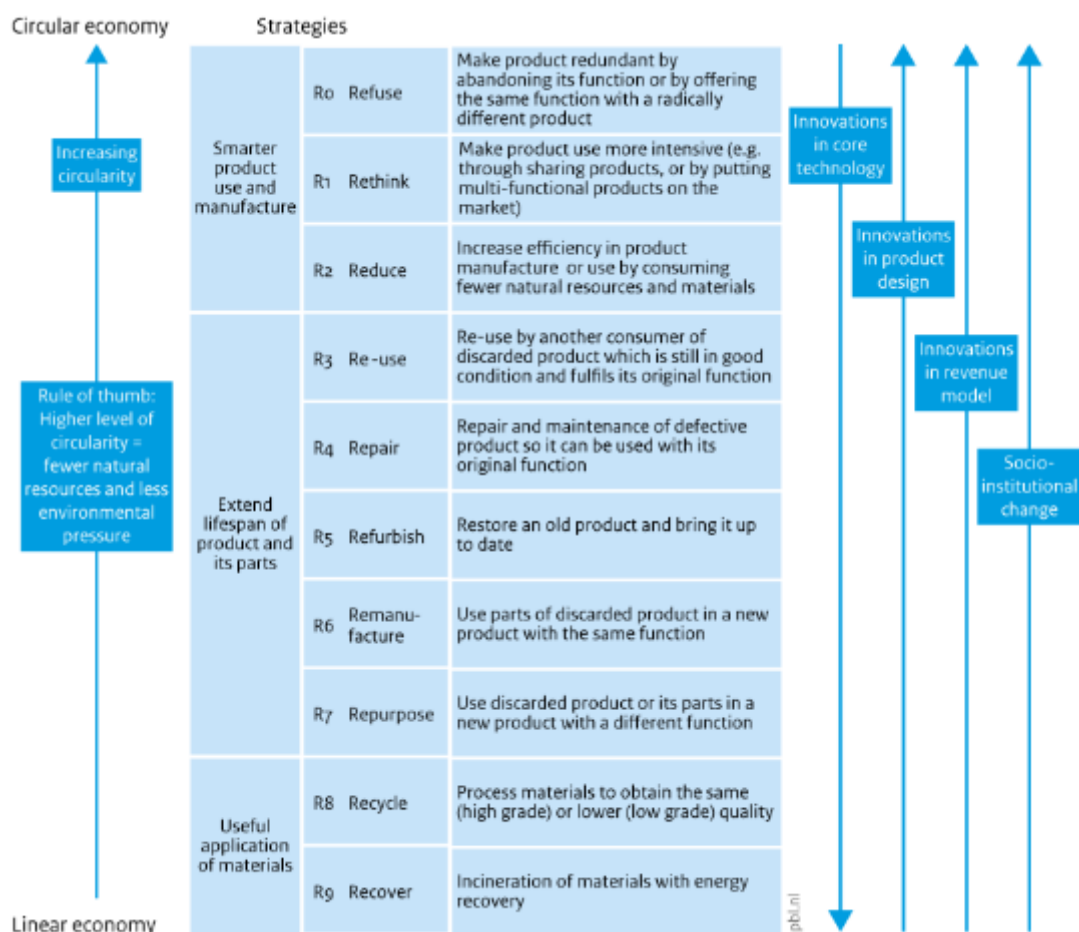 Circular economy
Strategies
Increasing
circularity
Rule of thumb:
Higher level of
circularity =
fewer natural
resources and less
environmental
pressure
Linear economy
Smarter
product
use and
manufacture
R0 Refuse
Make product redundant by
abandoning its function or by offering
the same function with a radically
different product
R1 Rethink
Make product use more intensive (e.g.
through sharing products, or by putting
multi-functional products on the
market)
R2 Reduce
Increase efficiency in product
manufacture or use by consuming
fewer natural resources and materials
Extend
lifespan of
product and
its parts
R3 Re-use
Re-use by another consumer of
discarded product which is still in good
condition and fulfils its original function
R4 Repair
Repair and maintenance of defective
product so it can be used with its
original function
R5 Refurbish
Restore an old product and bring it up
to date
R6 Remanu-
facture
Use parts of discarded product in a new
product with the same function
R7 Repurpose
Use discarded product or its parts in a
new product with a different function
Useful
application
of materials
R8 Recycle
Process materials to obtain the same
(high grade) or lower (low grade) quality
R9 Recover
Incineration of materials with energy
recovery
Innovations
in core
technology
Innovations
in product
design
Innovations
in revenue
model
Socio-
institutional
change
pbl.nl